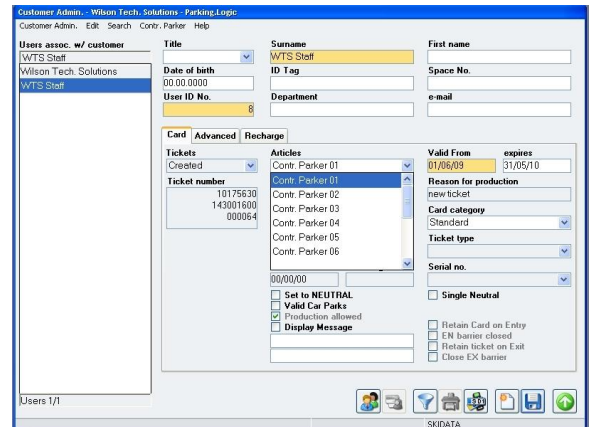 Customer Admin. - Wilson Tech. Solutions - Parking.Logic
Customer Admin. Edit Search Contr. Parker Help
Users assoc. w/ customer
WTS Staff
Wilson Tech. Solutions
WTS Staff
Title Surname First name
WTS Staff
Date of birth ID Tag Space No.
00.00.0000
User ID No. Department e-mail
8
Card Advanced Recharge
Tickets Articles Valid From expires
Created Contr. Parker 01 01/06/09 31/05/10
Ticket number Contr. Parker 01 Reason for production
10175630 Contr. Parker 02 new ticket
143001600 Contr. Parker 03 Card category
000064 Contr. Parker 04 Standard
Contr. Parker 05 Ticket type
Contr. Parker 06
Serial no.
00/00/00
Set to NEUTRAL Single Neutral
Valid Car Parks
Production allowed
Display Message Retain Card on Entry
EN barrier closed
Retain ticket on Exit
Close EX barrier
Users 1/1
SKIDATA